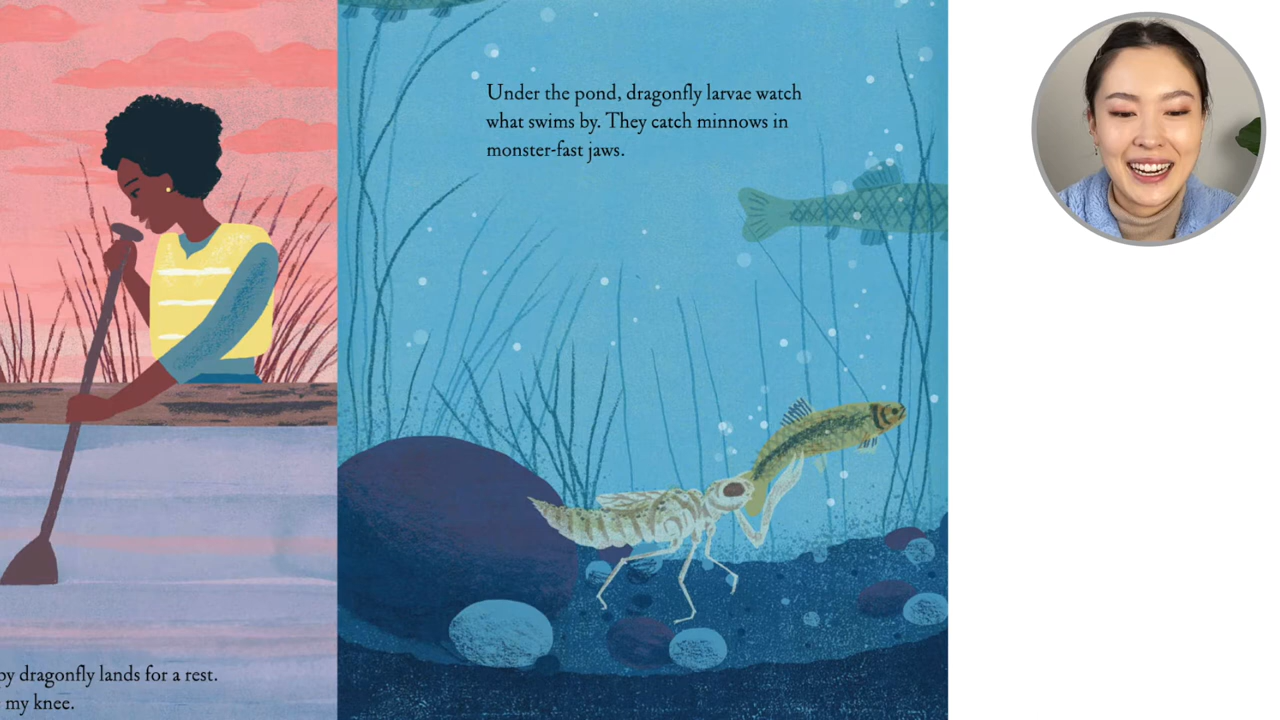 Under the pond, dragonfly larvae watch
what swims by. They catch minnows in
monster-fast jaws.
dragonfly lands for a rest.
my knee.